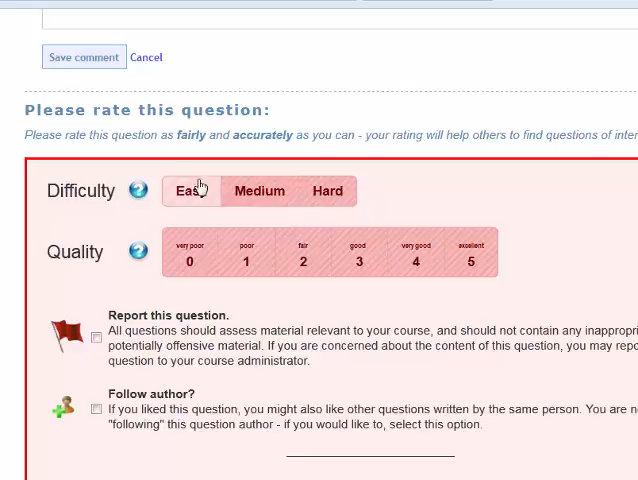 Save comment Cancel
Please rate this question:
Please rate this question as fairly and accurately as you can - your rating will help others to find questions of
Difficulty ? Easy Medium Hard
very poor poor fair good very good excellent
Quality ? 0 1 2 3 4 5
Report this question.
All questions should assess material relevant to your course, and should not contain any
potentially offensive material. If you are concerned about the content of this question, you may
question to your course administrator.
Follow author?
If you liked this question, you might also like other questions written by the same person. You are
"following" this question author - if you would like to, select this option.